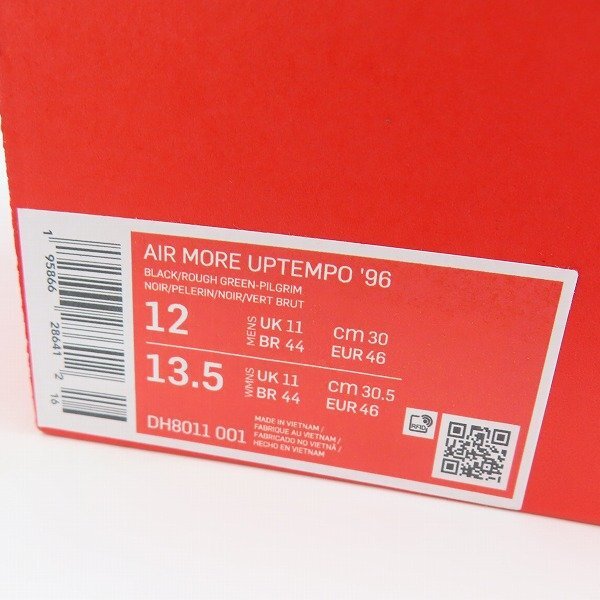 AIR MORE UPTEMPO '96
BLACK/ROUGH GREEN-PILGRIM
NOIR/PELERIN/NOIR/VERT BRUT
12 MENS UK 11 cm 30
BR 44 EUR 46
13.5 WMNS UK 11 cm 30.5
BR 44 EUR 46
DH8011 001
MADE IN VIETNAM /
FABRIQUE AU VIETNAM /
FABRICADO NO VIETNÃ /
HECHO EN VIETNAM
RFID
1 95866 28641 2 16